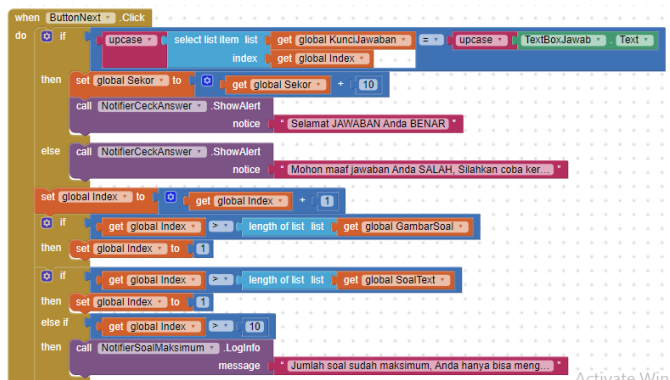 when ButtonNext .Click
do if upcase select list item list get global KunciJawaban = upcase TextBoxJawab . Text
index get global Index
then set global Sekor to get global Sekor + 10
call NotifierCeckAnswer .ShowAlert
notice " Selamat JAWABAN Anda BENAR "
else call NotifierCeckAnswer .ShowAlert
notice " Mohon maaf jawaban Anda SALAH, Silahkan coba ker... "
set global Index to get global Index + 1
if get global Index > length of list list get global GambarSoal
then set global Index to 1
if get global Index > length of list list get global SoalText
then set global Index to 1
else if get global Index > 10
then call NotifierSoalMaksimum .LogInfo
message " Jumlah soal sudah maksimum, Anda hanya bisa meng... "
Activate Win